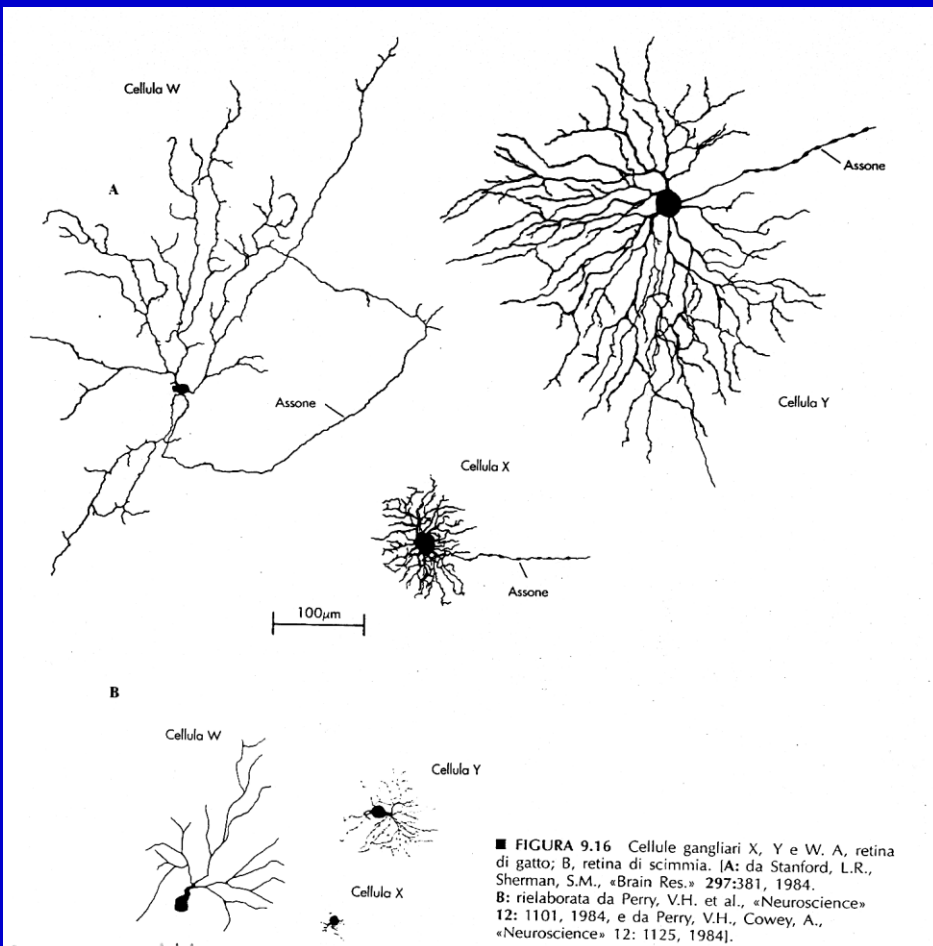 Cellula W
A
Assone
Assone
Cellula Y
Cellula X
Assone
100μm
B
Cellula W
Cellula Y
Cellula X
■ FIGURA 9.16 Cellule gangliari X, Y e W. A, retina
di gatto; B, retina di scimmia. [A: da Stanford, L.R.,
Sherman, S.M., «Brain Res.» 297:381, 1984.
B: rielaborata da Perry, V.H. et al., «Neuroscience»
12: 1101, 1984, e da Perry, V.H., Cowey, A.,
«Neuroscience» 12: 1125, 1984].